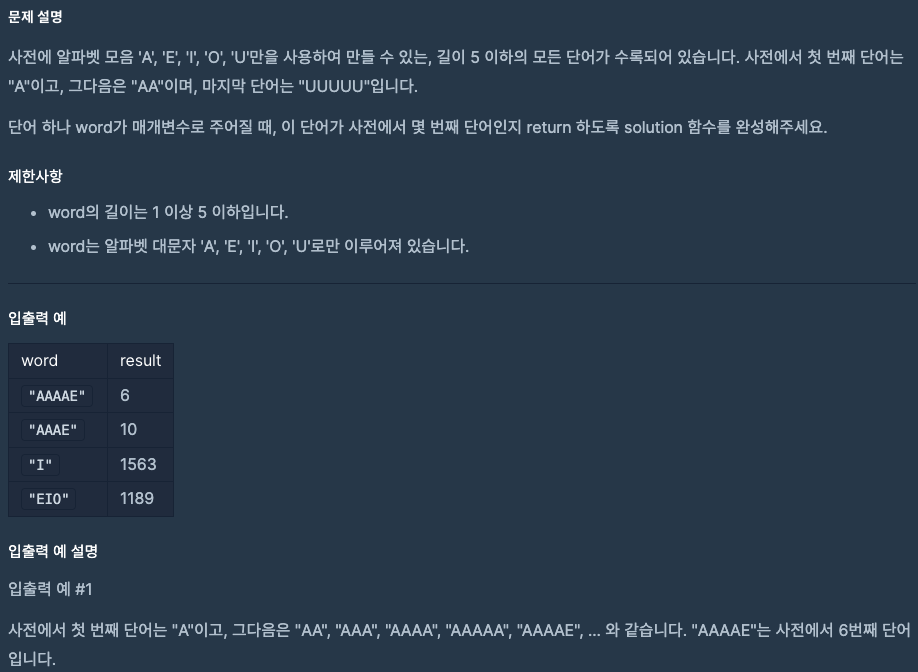 문제 설명
사전에 알파벳 모음 'A', 'E', 'I', 'O', 'U'만을 사용하여 만들 수 있는, 길이 5 이하의 모든 단어가 수록되어 있습니다. 사전에서 첫 번째 단어는
"A"이고, 그다음은 "AA"이며, 마지막 단어는 "UUUUU"입니다.
단어 하나 word가 매개변수로 주어질 때, 이 단어가 사전에서 몇 번째 단어인지 return 하도록 solution 함수를 완성해주세요.
제한사항
• word의 길이는 1 이상 5 이하입니다.
• word는 알파벳 대문자 'A', 'E', 'I', 'O', 'U'로만 이루어져 있습니다.
입출력 예
word result
"AAAAE" 6
"AAAE" 10
"I" 1563
"EIO" 1189
입출력 예 설명
입출력 예 #1
사전에서 첫 번째 단어는 "A"이고, 그다음은 "AA", "AAA", "AAAA", "AAAAA", "AAAAE", ... 와 같습니다. "AAAAE"는 사전에서 6번째 단어
입니다.